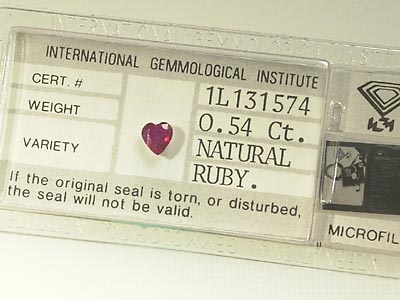 INTERNATIONAL GEMMOLOGICAL INSTITUTE
CERT. # 1L131574
WEIGHT 0.54 Ct.
VARIETY NATURAL
RUBY.
If the original seal is torn, or disturbed,
the seal will not be valid.
MICROFIL